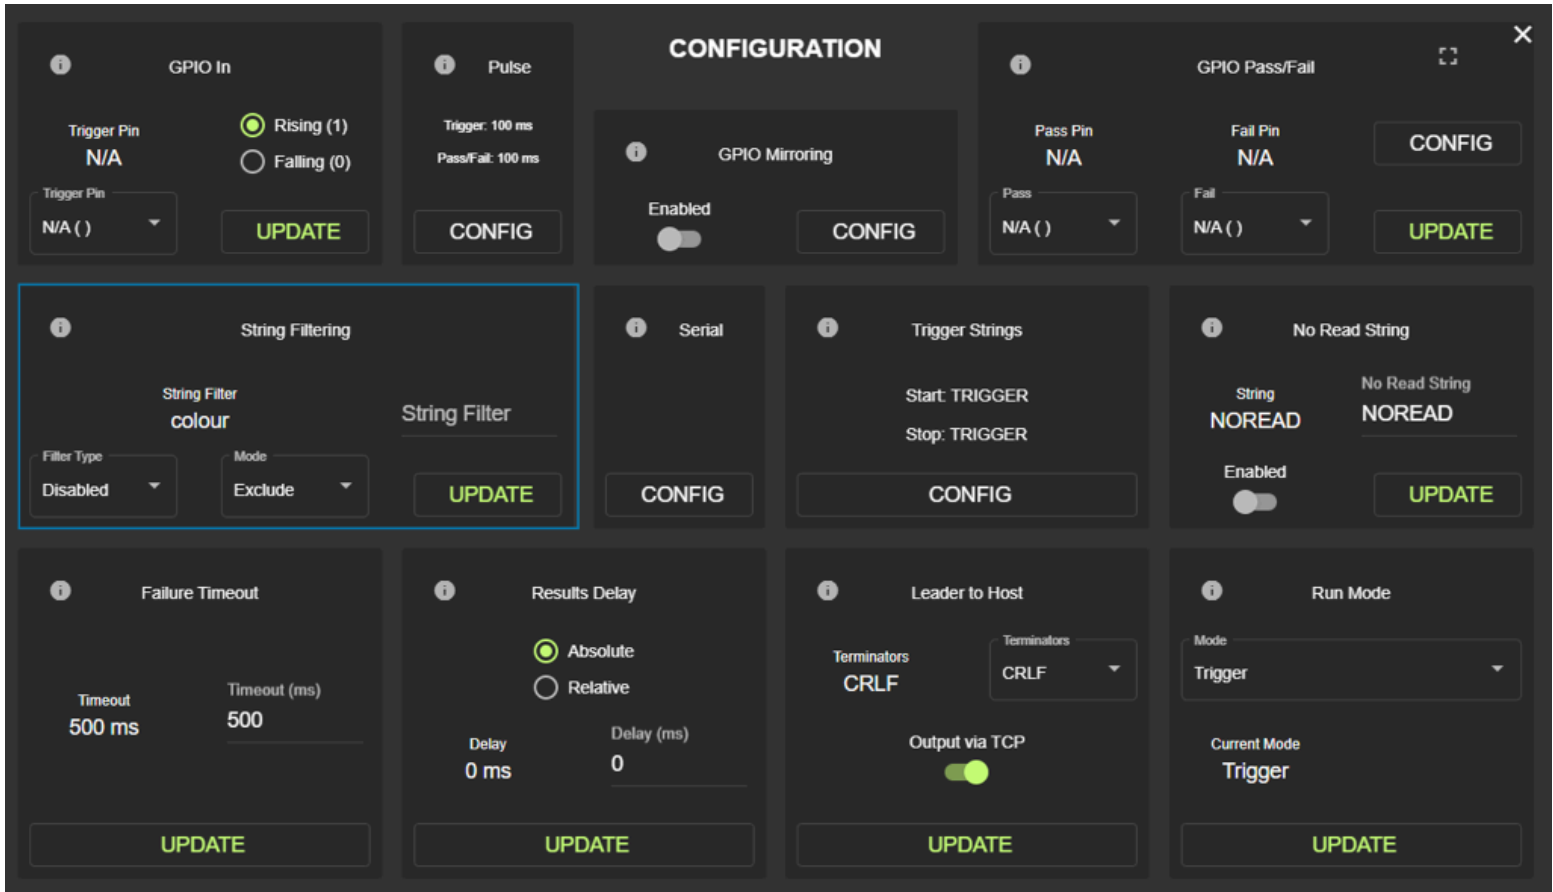 CONFIGURATION
GPIO In
Trigger Pin
N/A
Rising (1)
Falling (0)
Trigger Pin
N/A ( )
UPDATE
Pulse
Trigger: 100 ms
Pass/Fail: 100 ms
CONFIG
GPIO Mirroring
Enabled
CONFIG
GPIO Pass/Fail
Pass Pin
N/A
Fail Pin
N/A
CONFIG
Pass
N/A ( )
Fail
N/A ( )
UPDATE
String Filtering
String Filter
colour
String Filter
Filter Type
Disabled
Mode
Exclude
UPDATE
Serial
CONFIG
Trigger Strings
Start: TRIGGER
Stop: TRIGGER
CONFIG
No Read String
String
NOREAD
No Read String
NOREAD
Enabled
UPDATE
Failure Timeout
Timeout
500 ms
Timeout (ms)
500
UPDATE
Results Delay
Absolute
Relative
Delay
0 ms
Delay (ms)
0
UPDATE
Leader to Host
Terminators
CRLF
Terminators
CRLF
Output via TCP
UPDATE
Run Mode
Mode
Trigger
Current Mode
Trigger
UPDATE